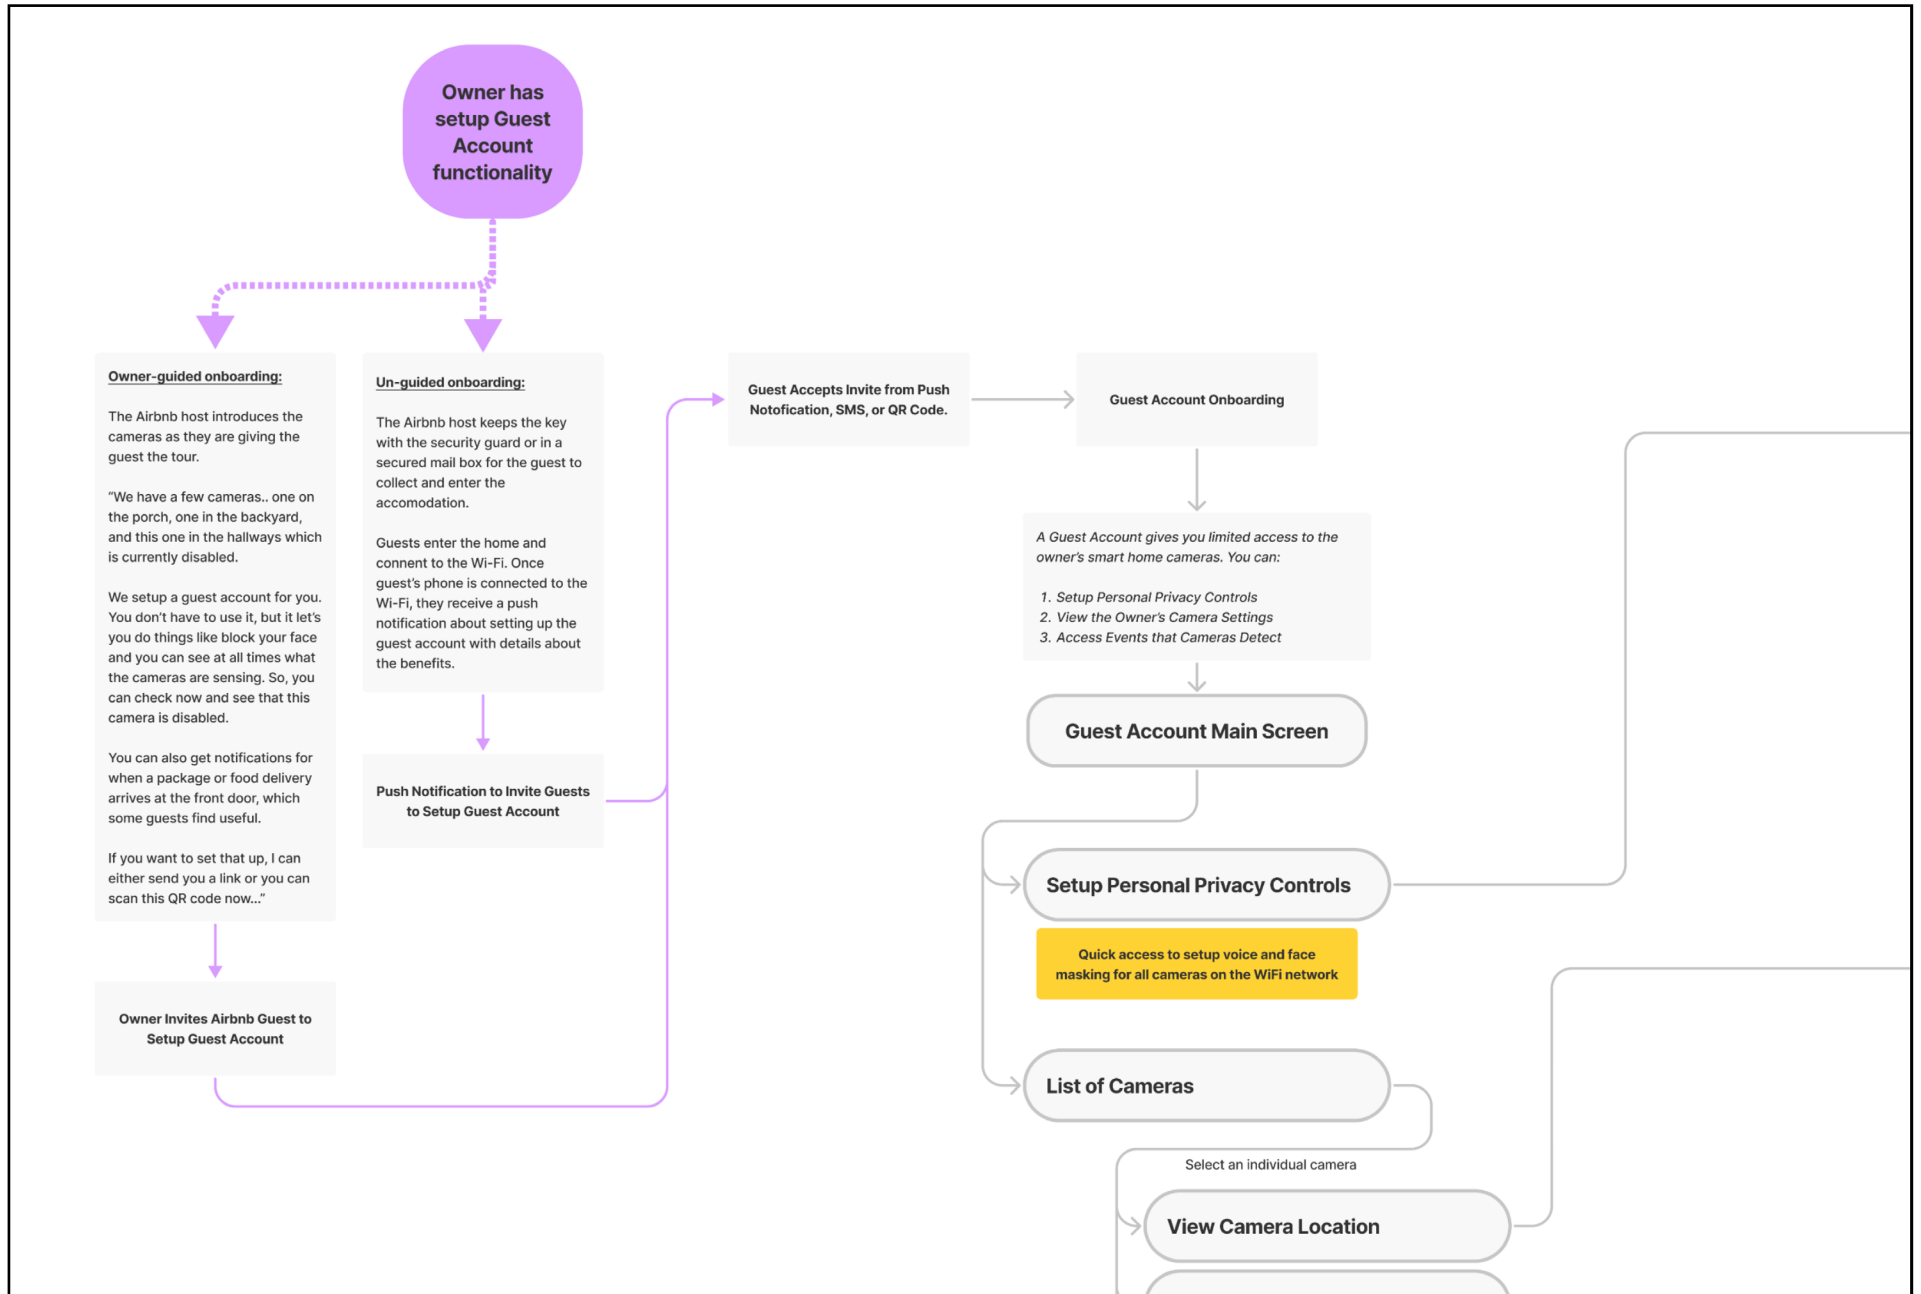 Owner has
setup Guest
Account
functionality
Owner-guided onboarding:
The Airbnb host introduces the
cameras as they are giving the
guest the tour.
“We have a few cameras.. one on
the porch, one in the backyard,
and this one in the hallways which
is currently disabled.
We setup a guest account for you.
You don’t have to use it, but it let’s
you do things like block your face
and you can see at all times what
the cameras are sensing. So, you
can check now and see that this
camera is disabled.
You can also get notifications for
when a package or food delivery
arrives at the front door, which
some guests find useful.
If you want to set that up, I can
either send you a link or you can
scan this QR code now...”
Owner Invites Airbnb Guest to
Setup Guest Account
Un-guided onboarding:
The Airbnb host keeps the key
with the security guard or in a
secured mail box for the guest to
collect and enter the
accomodation.
Guests enter the home and
connent to the Wi-Fi. Once
guest’s phone is connected to the
Wi-Fi, they receive a push
notification about setting up the
guest account with details about
the benefits.
Push Notification to Invite Guests
to Setup Guest Account
Guest Accepts Invite from Push
Notofication, SMS, or QR Code.
Guest Account Onboarding
A Guest Account gives you limited access to the
owner’s smart home cameras. You can:
1. Setup Personal Privacy Controls
2. View the Owner’s Camera Settings
3. Access Events that Cameras Detect
Guest Account Main Screen
Setup Personal Privacy Controls
Quick access to setup voice and face
masking for all cameras on the WiFi network
List of Cameras
Select an individual camera
View Camera Location